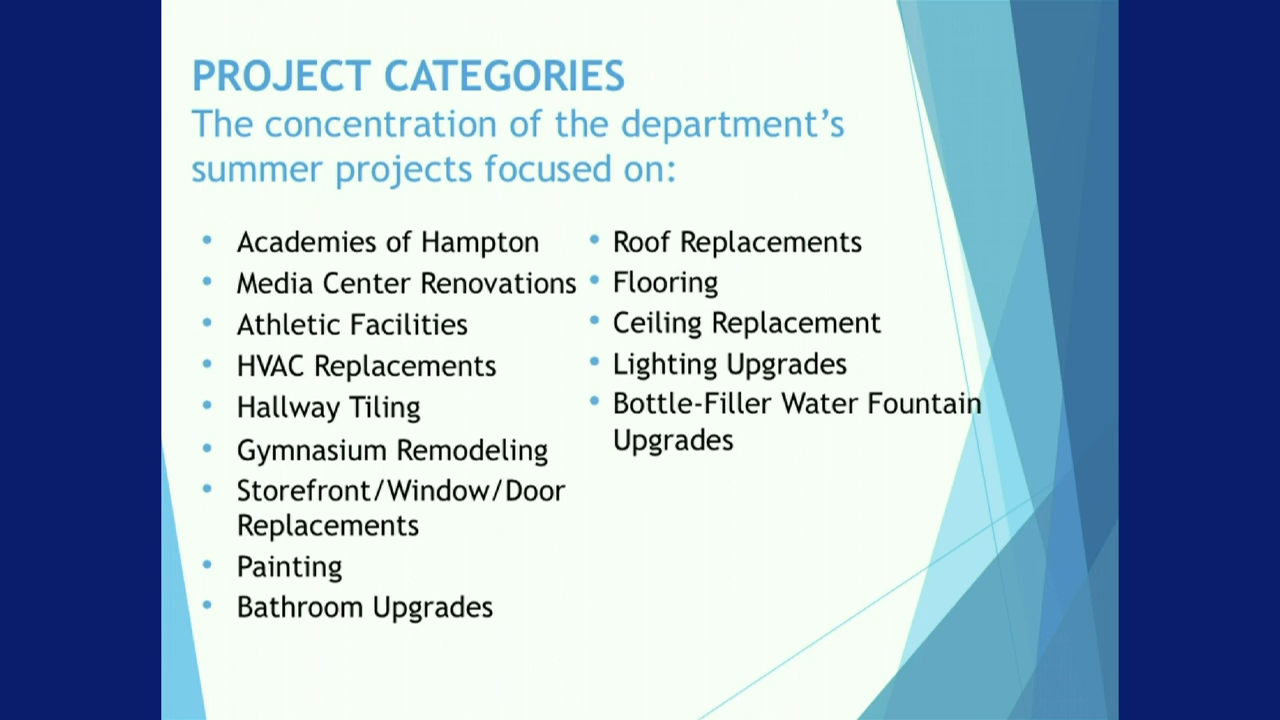 PROJECT CATEGORIES
The concentration of the department’s
summer projects focused on:
• Academies of Hampton
• Media Center Renovations
• Athletic Facilities
• HVAC Replacements
• Hallway Tiling
• Gymnasium Remodeling
• Storefront/Window/Door
Replacements
• Painting
• Bathroom Upgrades
• Roof Replacements
• Flooring
• Ceiling Replacement
• Lighting Upgrades
• Bottle-Filler Water Fountain
Upgrades